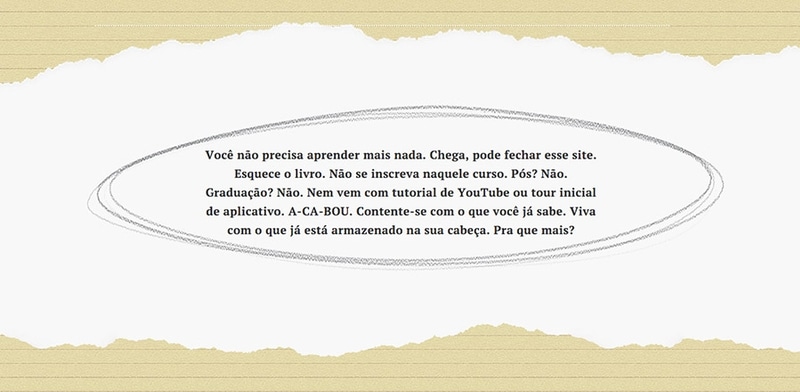 Você não precisa aprender mais nada. Chega, pode fechar esse site.
Esquece o livro. Não se inscreva naquele curso. Pós? Não.
Graduação? Não. Nem vem com tutorial de YouTube ou tour inicial
de aplicativo. A-CA-BOU. Contente-se com o que você já sabe. Viva
com o que já está armazenado na sua cabeça. Pra que mais?